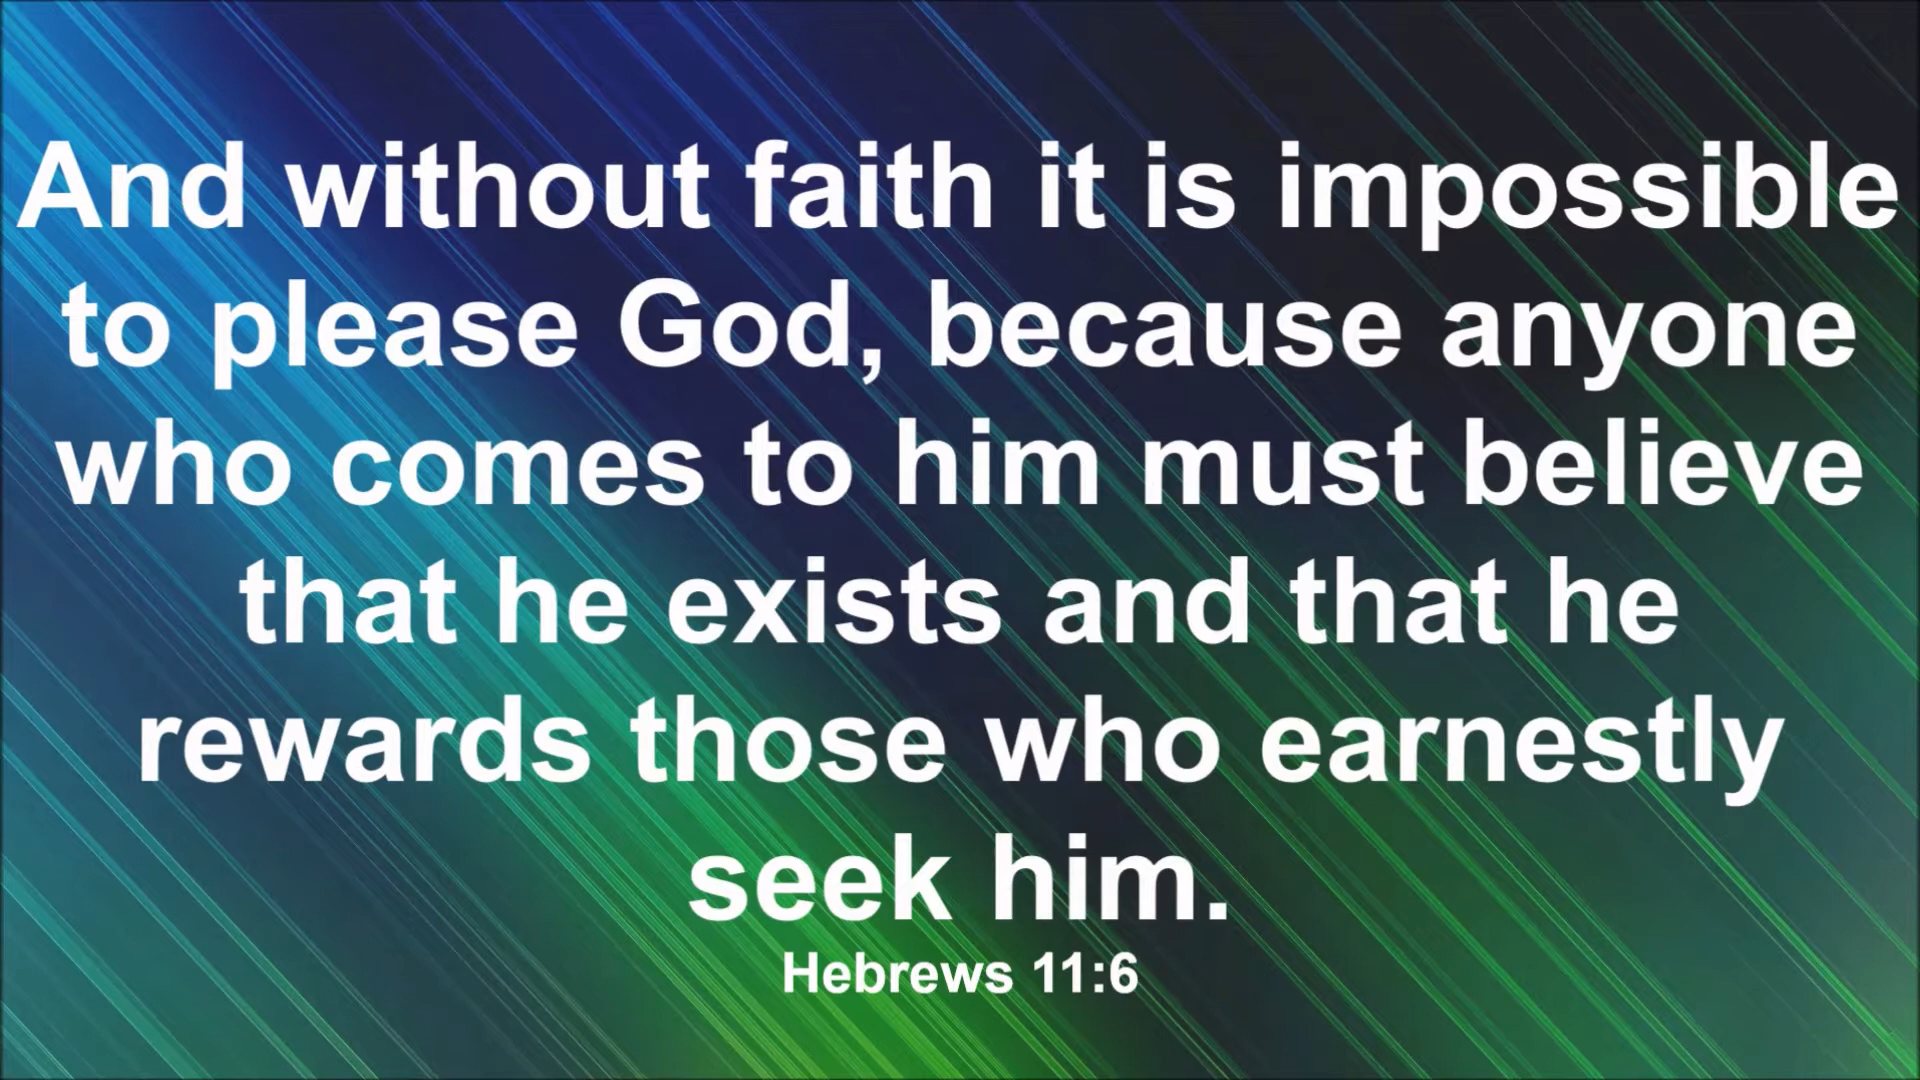 And without faith it is impossible
to please God, because anyone
who comes to him must believe
that he exists and that he
rewards those who earnestly
seek him.
Hebrews 11:6